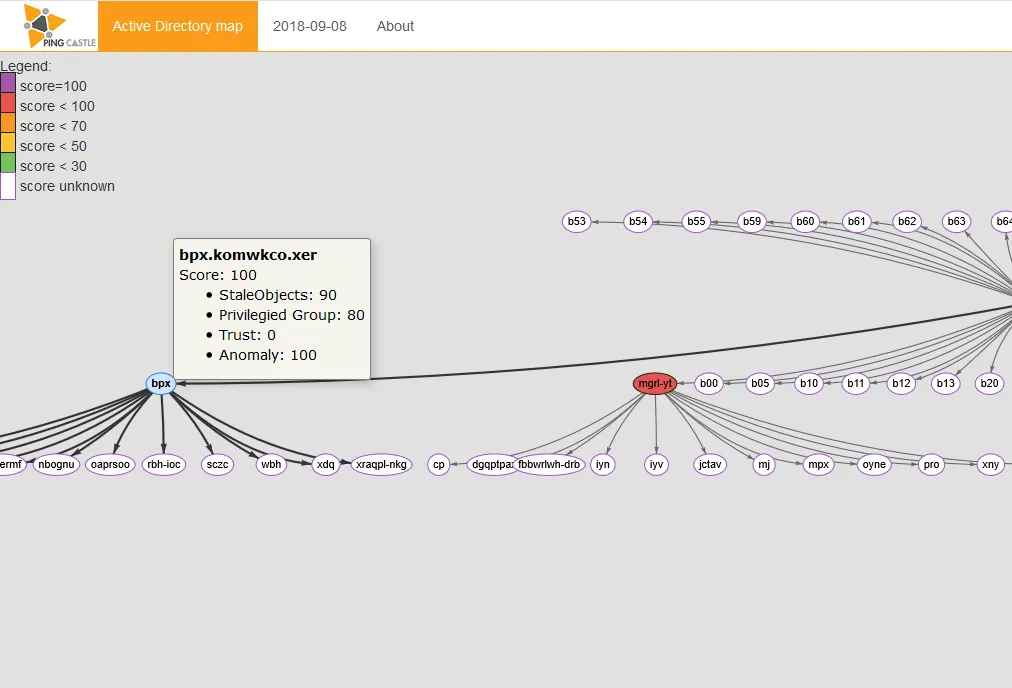 PING CASTLE
Active Directory map
2018-09-08
About
Legend:
score=100
score < 100
score < 70
score < 50
score < 30
score unknown
b53 b54 b55 b59 b60 b61 b62 b63 b64
bpx.komwkco.xer
Score: 100
• StaleObjects: 90
• Privilegied Group: 80
• Trust: 0
• Anomaly: 100
bpx mgrl-yt b00 b05 b10 b11 b12 b13 b20
ermf nbognu oaprsoo rbh-ioc sczc wbh xdq xraqpl-nkg cp dgqptpa fbbwrlwh-drb iyn iyv jctav mj mpx oyne pro xny